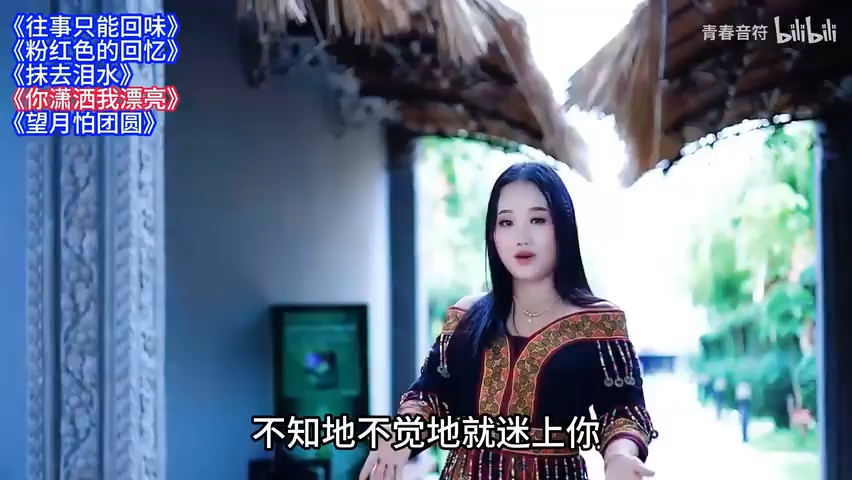 《往事只能回味》
《粉红色的回忆》
《抹去泪水》
《你潇洒我漂亮》
《望月怕团圆》
青春音符 bilibili
不知地不觉地就迷上你